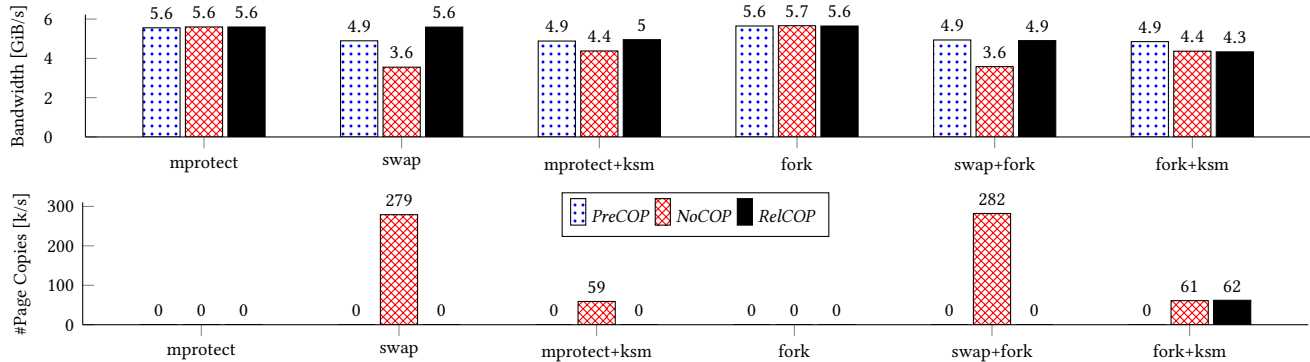 Bandwidth [GiB/s]
6
4
2
0
5.6 5.6 5.6
4.9 3.6 5.6
4.9 4.4 5
5.6 5.7 5.6
4.9 3.6 4.9
4.9 4.4 4.3
mprotect swap mprotect+ksm fork swap+fork fork+ksm
#Page Copies [k/s]
300
200
100
0
PreCOP NoCOP RelCOP
0 0 0
0 279 0
0 59 0
0 0 0
0 282 0
0 61 62
mprotect swap mprotect+ksm fork swap+fork fork+ksm